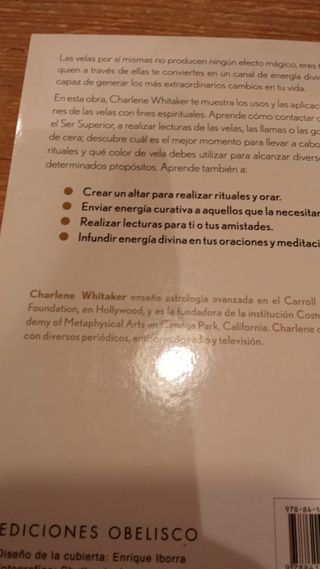 Las velas por sí mismas no producen ningún efecto mágico, eres
quien a través de ellas te conviertes en un canal de energía
capaz de generar los más extraordinarios cambios en tu vida.
En esta obra, Charlene Whitaker te muestra los usos y las
nes de las velas con fines espirituales. Aprende cómo contactar
el Ser Superior, a realizar lecturas de las velas, las llamas o las
de cera; descubre cuál es el mejor momento para llevar a cabo
rituales y qué color de vela debes utilizar para alcanzar
determinados propósitos. Aprende también a:
● Crear un altar para realizar rituales y orar.
● Enviar energía curativa a aquellos que la necesitan
● Realizar lecturas para ti o tus amistades.
● Infundir energía divina en tus oraciones y
Charlene Whitaker enseña astrología avanzada en el Carroll
Foundation, en Hollywood, y es la fundadora de la institución
demy of Metaphysical Arts en Canoga Park, California. Charlene
con diversos periódicos, radio y televisión.
978-84-1
EDICIONES OBELISCO
Diseño de la cubierta: Enrique Iborra